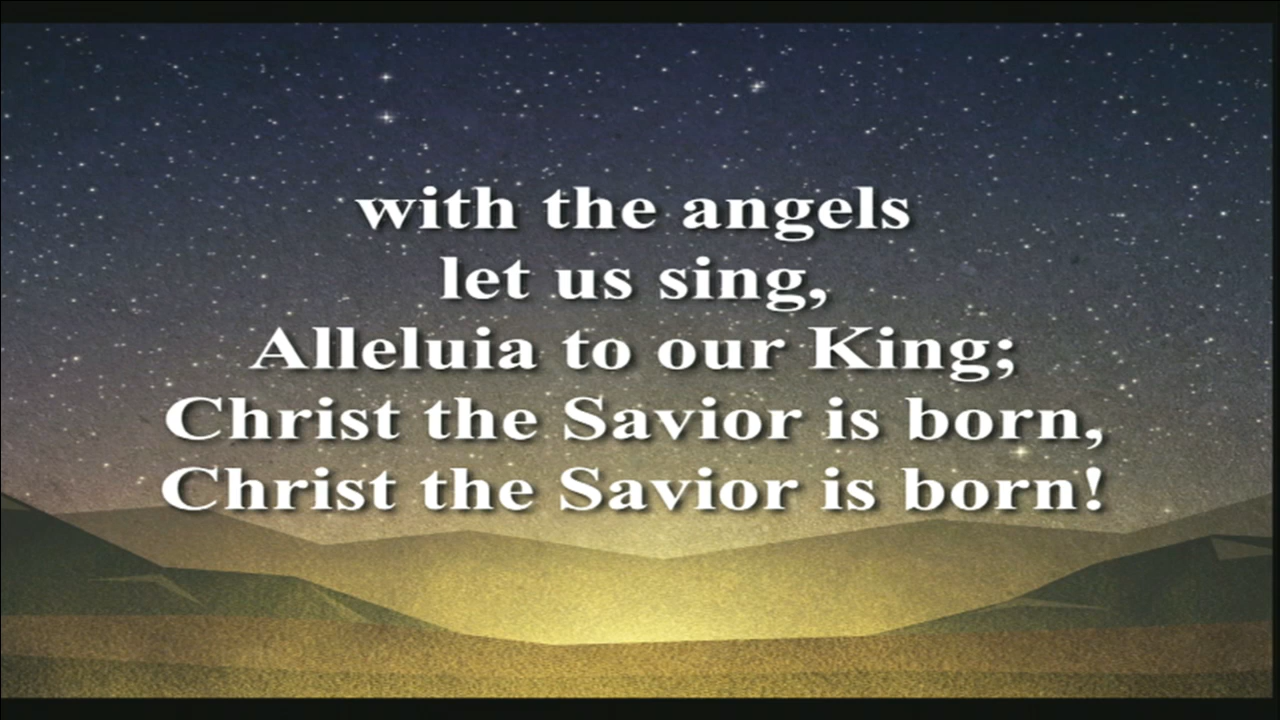 with the angels
let us sing,
Alleluia to our King;
Christ the Savior is born,
Christ the Savior is born!